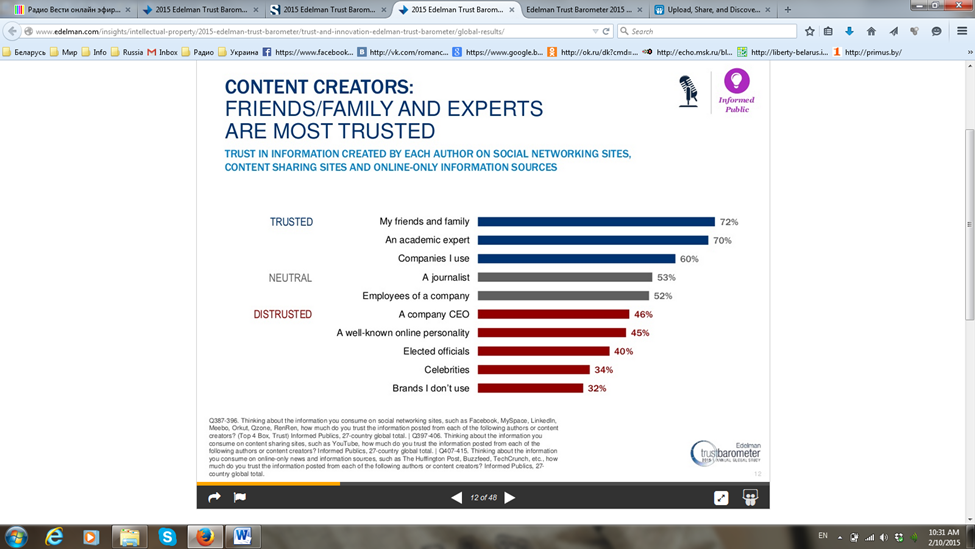 Радио Вести онлайн эфир...
2015 Edelman Trust Barom...
2015 Edelman Trust Barom...
2015 Edelman Trust Barom...
Edelman Trust Barometer 2015 ...
Upload, Share, and Discove...
www.edelman.com/insights/intellectual-property/2015-edelman-trust-barometer/trust-and-innovation-edelman-trust-barometer/global-results/
Search
Беларусь
Мир
Info
Russia
Inbox
Радио
Украина
https://www.facebook...
http://vk.com/romanc...
https://www.google.b...
http://ok.ru/dk?cmd=...
http://echo.msk.ru/bl...
http://liberty-belarus.i...
http://primus.by/
CONTENT CREATORS:
FRIENDS/FAMILY AND EXPERTS
ARE MOST TRUSTED
Informed
Public
TRUST IN INFORMATION CREATED BY EACH AUTHOR ON SOCIAL NETWORKING SITES,
CONTENT SHARING SITES AND ONLINE-ONLY INFORMATION SOURCES
TRUSTED My friends and family 72%
An academic expert 70%
Companies I use 60%
NEUTRAL A journalist 53%
Employees of a company 52%
DISTRUSTED A company CEO 46%
A well-known online personality 45%
Elected officials 40%
Celebrities 34%
Brands I don't use 32%
Q387-396. Thinking about the information you consume on social networking sites, such as Facebook, MySpace, LinkedIn,
Meebo, Orkut, Qzone, RenRen, how much do you trust the information posted from each of the following authors or content
creators? (Top 4 Box, Trust) Informed Publics, 27-country global total. | Q397-406. Thinking about the information you
consume on content sharing sites, such as YouTube, how much do you trust the information posted from each of the
following authors or content creators? Informed Publics, 27-country global total. | Q407-415. Thinking about the information
you consume on online-only news and information sources, such as The Huffington Post, Buzzfeed, TechCrunch, etc., how
much do you trust the information posted from each of the following authors or content creators? Informed Publics, 27-
country global total.
Edelman
trustbarometer
12
12 of 48
EN
10:31 AM
2/10/2015